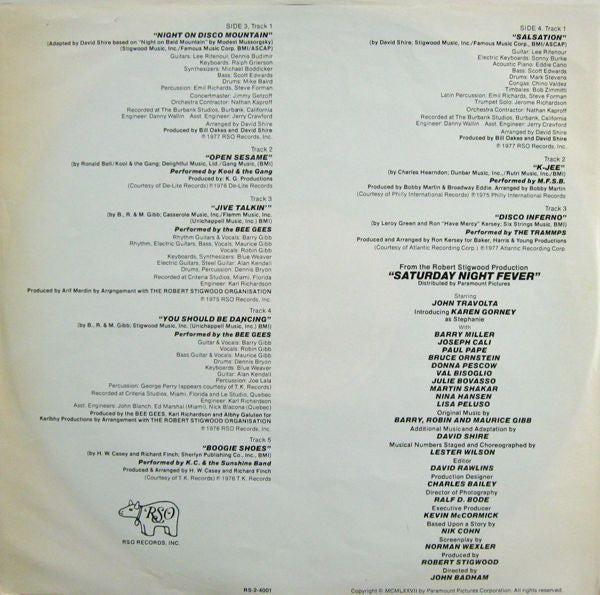 SIDE 3, Track 1
"NIGHT ON DISCO MOUNTAIN"
(Adapted by David Shire based on "Night on Bald Mountain" by Modest Mussorgsky)
(Stigwood Music, Inc./Famous Music Corp. BMI/ASCAP)
Guitars: Lee Ritenour, Dennis Budimir
Keyboards: Ralph Grierson
Synthesizers: Michael Boddicker
Bass: Scott Edwards
Drums: Mike Baird
Percussion: Emil Richards, Steve Forman
Concertmaster: Jimmy Getzoff
Orchestra Contractor: Nathan Kaproff
Recorded at The Burbank Studios, Burbank, California
Engineer: Danny Wallin Asst. Engineer: Jerry Crawford
Arranged by David Shire
Produced by Bill Oakes and David Shire
℗1977 RSO Records, Inc.
Track 2
"OPEN SESAME"
(by Ronald Bell/Kool & the Gang; Delightful Music, Ltd./Gang Music, (BMI)
Performed by Kool & the Gang
Produced by: K. G. Productions
(Courtesy of De-Lite Records) ℗1976 De-Lite Records
Track 3
"JIVE TALKIN'"
(by B., R. & M. Gibb; Casserole Music, Inc./Flamm Music, Inc.
(Unichappell Music, Inc.) BMI)
Performed by the BEE GEES
Rhythm Guitars & Vocals: Barry Gibb
Rhythm, Electric Guitars, Bass, Vocals; Maurice Gibb
Vocals: Robin Gibb
Keyboards, Synthesizers: Blue Weaver
Electric Guitars, Steel Guitar: Alan Kendall
Drums, Percussion: Dennis Bryon
Recorded at Criteria Studios, Miami, Florida
Engineer: Karl Richardson
Produced by Arif Mardin by Arrangement with THE ROBERT STIGWOOD ORGANISATION
℗1975 RSO Records, Inc.
Track 4
"YOU SHOULD BE DANCING"
(by B., R. & M. Gibb; Stigwood Music, Inc. (Unichappell Music, Inc.) BMI)
Performed by the BEE GEES
Guitar & Vocals: Barry Gibb
Vocals: Robin Gibb
Bass Guitar & Vocals: Maurice Gibb
Drums: Dennis Bryon
Keyboards: Blue Weaver
Guitar: Alan Kendall
Percussion: Joe Lala
Percussion: George Perry (appears courtesy of T.K. Records)
Recorded at Criteria Studios, Miami, Florida and Le Studio, Quebec
Engineer: Karl Richardson
Asst. Engineers: John Blanch, Ed Marshal (Miami), Nick Blacona (Quebec)
Produced by the BEE GEES, Karl Richardson and Albhy Galuten for
Karlbhy Productions by Arrangement with THE ROBERT STIGWOOD ORGANISATION
℗1976 RSO Records, Inc.
Track 5
"BOOGIE SHOES"
(by H. W. Casey and Richard Finch; Sherlyn Publishing Co., Inc., BMI)
Performed by K.C. & the Sunshine Band
Produced & Arranged by H. W. Casey and Richard Finch
(Courtesy of T.K. Records) ℗1975 T.K. Records
RSO
RSO RECORDS, INC.
RS-2-4001
SIDE 4, Track 1
"SALSATION"
(by David Shire; Stigwood Music, Inc./Famous Music Corp., BMI/ASCAP)
Guitar: Lee Ritenour
Electric Keyboards: Sonny Burke
Acoustic Piano: Eddie Cano
Bass: Scott Edwards
Drums: Mark Stevens
Congas: Chino Valdez
Timbales: Bob Zimmitti
Latin Percussion: Emil Richards, Steve Forman
Trumpet Solo: Jerome Richardson
Orchestra Contractor: Nathan Kaproff
Recorded at The Burbank Studios, Burbank, California
Engineer: Danny Wallin Asst. Engineer: Jerry Crawford
Arranged by David Shire
Produced by Bill Oakes and David Shire
℗1977 RSO Records, Inc.
Track 2
"K-JEE"
(by Charles Hearndon; Dunbar Music, Inc., /Rutri Music, Inc./BMI)
Performed by M.F.S.B.
Produced by Bobby Martin & Broadway Eddie. Arranged by Bobby Martin
(Courtesy of Philly International Records) ℗1975 Philly International Records
Track 3
"DISCO INFERNO"
(by Leroy Green and Ron "Have Mercy" Kersey; Six Strings Music, BMI)
Performed by THE TRAMMPS
Produced and Arranged by Ron Kersey for Baker, Harris & Young Productions
(Courtesy of Atlantic Recording Corp.) ℗1977 Atlantic Recording Corp.
From the Robert Stigwood Production
"SATURDAY NIGHT FEVER"
Distributed by Paramount Pictures
Starring
JOHN TRAVOLTA
Introducing KAREN GORNEY
as Stephanie
With
BARRY MILLER
JOSEPH CALI
PAUL PAPE
BRUCE ORNSTEIN
DONNA PESCOW
VAL BISOGLIO
JULIE BOVASSO
MARTIN SHAKAR
NINA HANSEN
LISA PELUSO
Original Music by
BARRY, ROBIN AND MAURICE GIBB
Additional Music and Adaptation by
DAVID SHIRE
Musical Numbers Staged and Choreographed by
LESTER WILSON
Editor
DAVID RAWLINS
Production Designer
CHARLES BAILEY
Director of Photography
RALF D. BODE
Executive Producer
KEVIN McCORMICK
Based Upon a Story by
NIK COHN
Screenplay by
NORMAN WEXLER
Produced by
ROBERT STIGWOOD
Directed by
JOHN BADHAM
Copyright © MCMLXXVII by Paramount Pictures Corporation. All rights reserved.